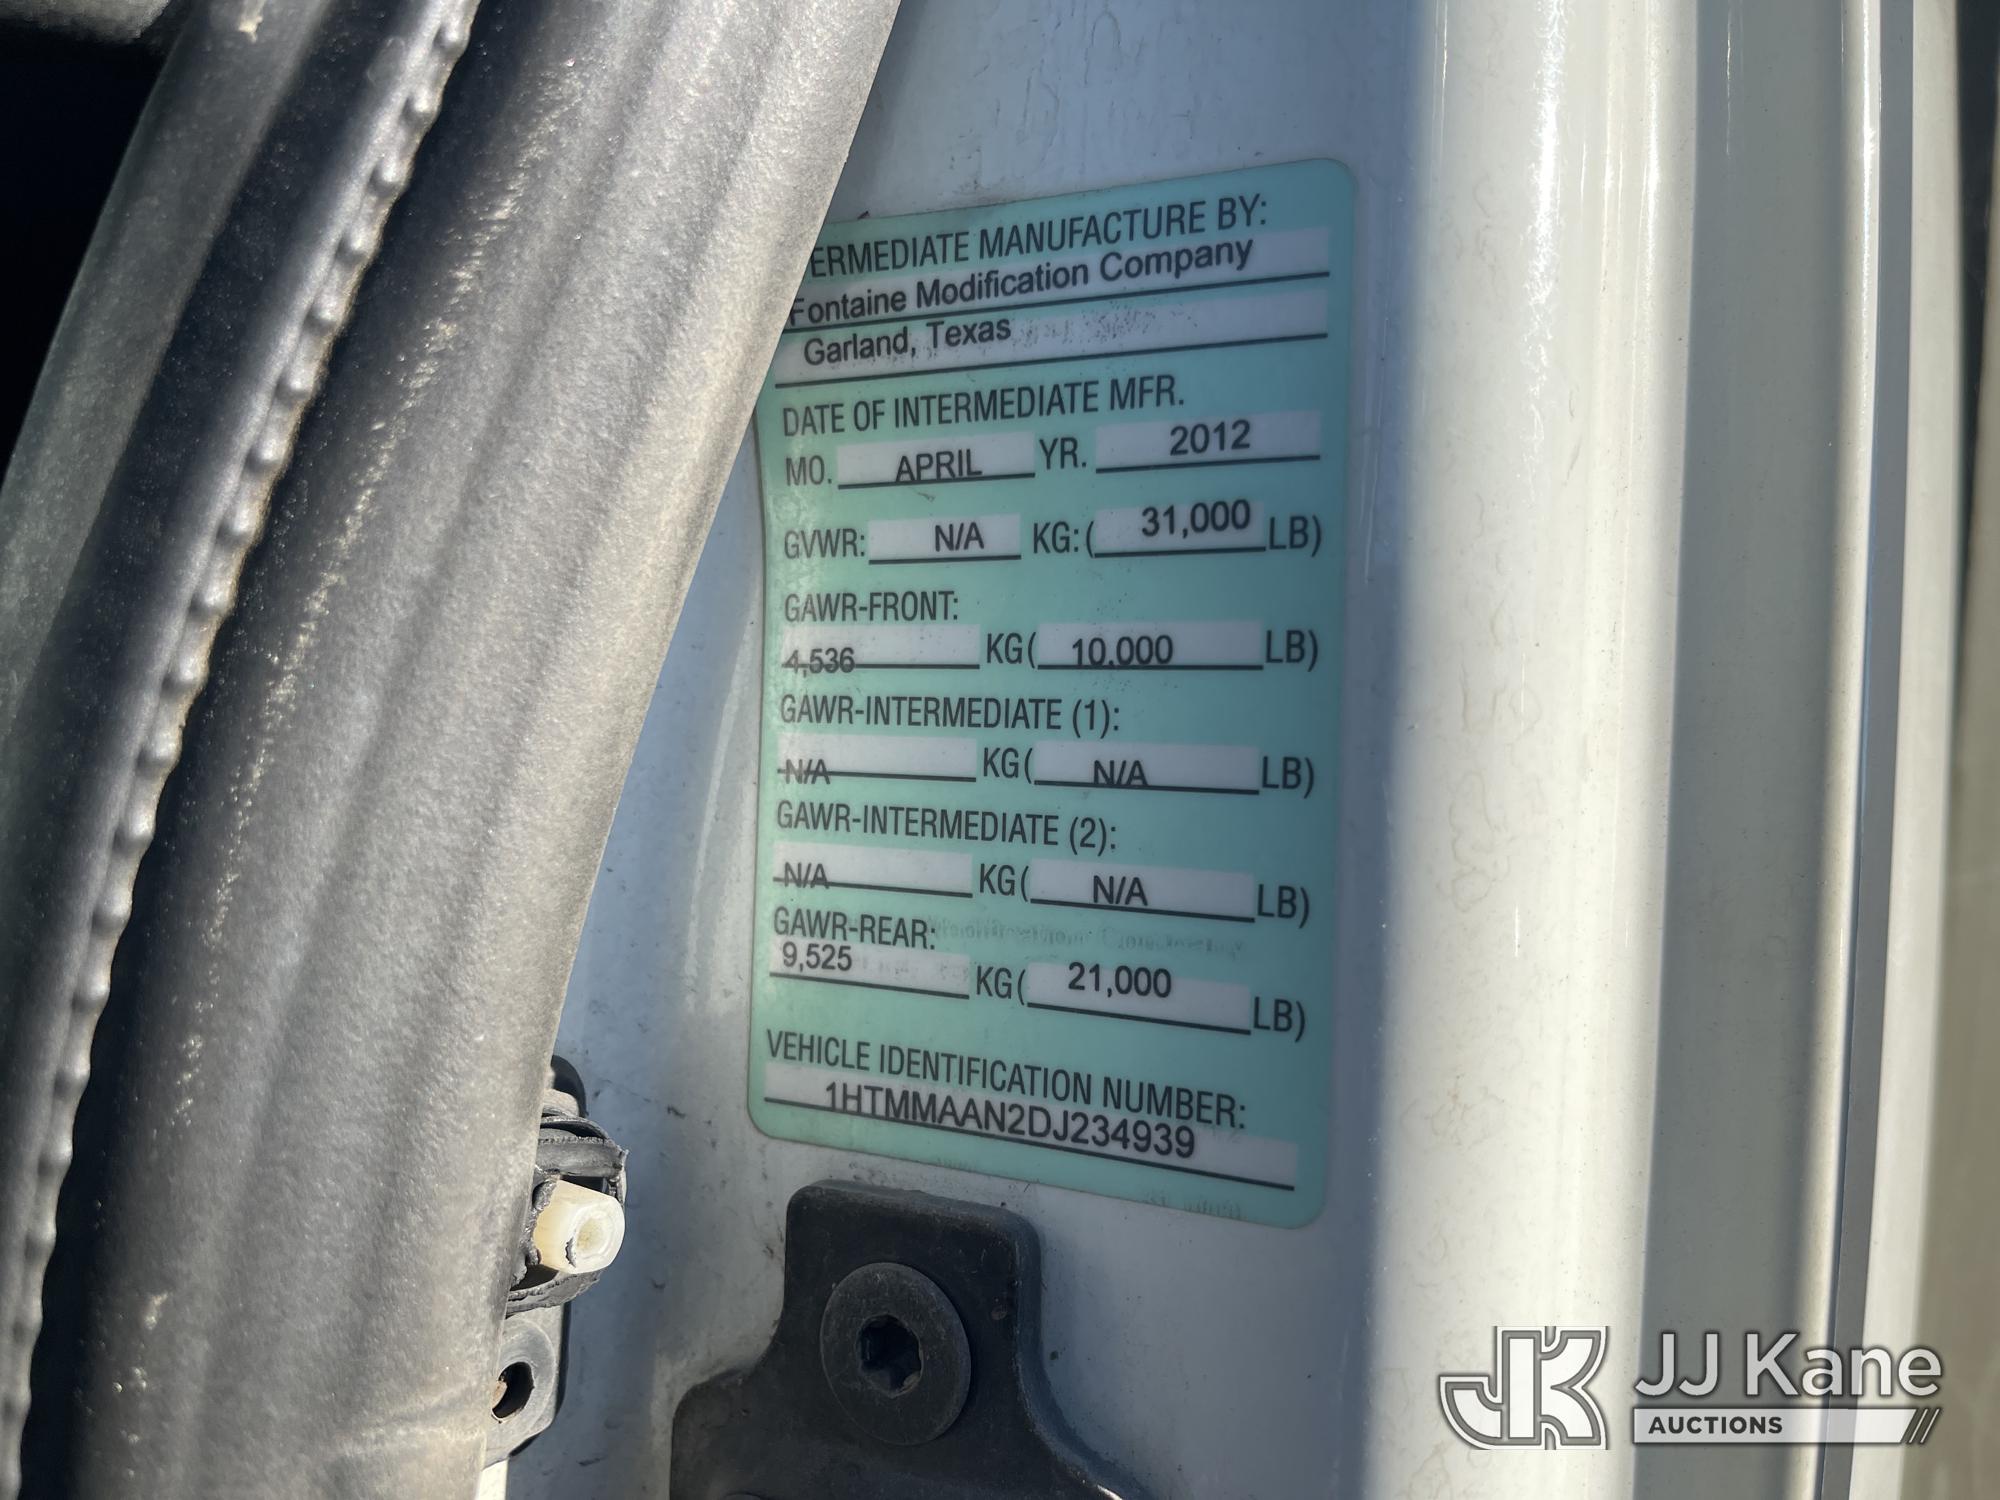 ERMEDIATE MANUFACTURE BY:
Fontaine Modification Company
Garland, Texas
DATE OF INTERMEDIATE MFR.
MO. APRIL YR. 2012
GVWR: N/A KG: ( 31,000 LB)
GAWR-FRONT:
4,536 KG ( 10,000 LB)
GAWR-INTERMEDIATE (1):
N/A KG ( N/A LB)
GAWR-INTERMEDIATE (2):
N/A KG ( N/A LB)
GAWR-REAR:
9,525 KG ( 21,000 LB)
VEHICLE IDENTIFICATION NUMBER:
1HTMMAAN2DJ234939
JK JJ Kane
AUCTIONS